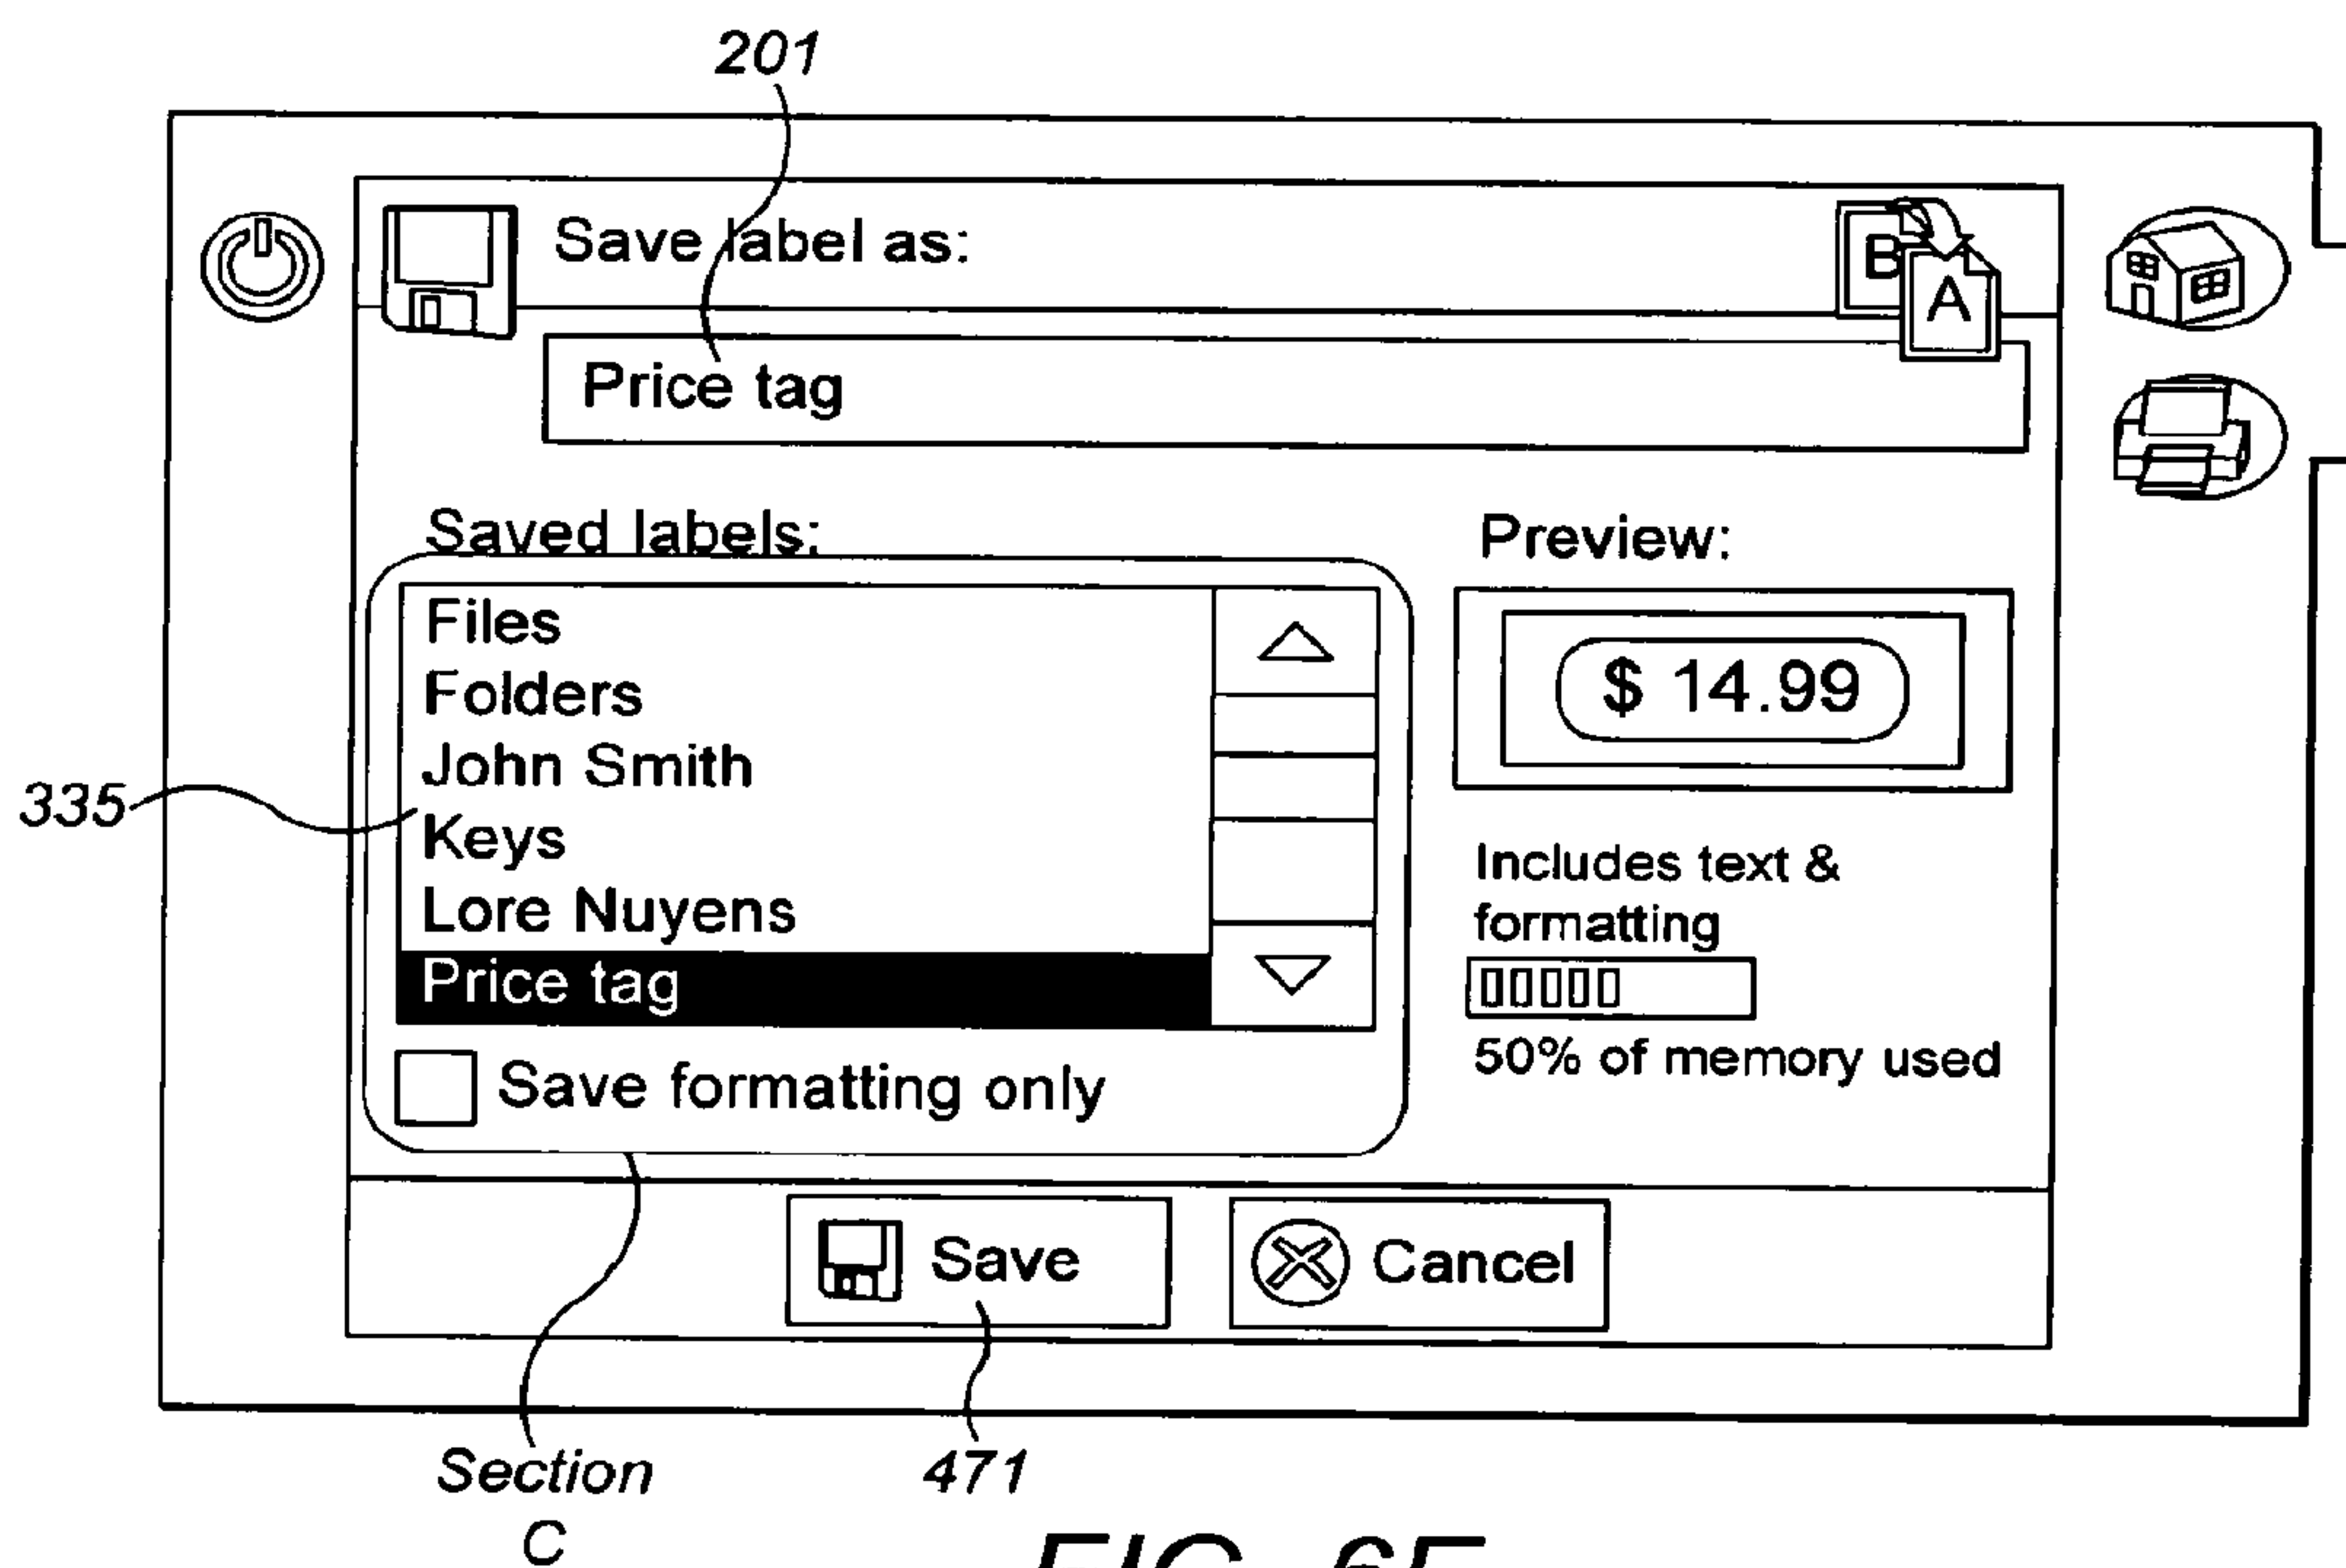 201
Save label as:
B
A
Price tag
Saved labels:
Preview:
Files
Folders
John Smith
Keys
Lore Nuyens
Price tag
$ 14.99
335
Includes text &
formatting
50% of memory used
Save formatting only
Save
Cancel
Section
C
471
FIG.